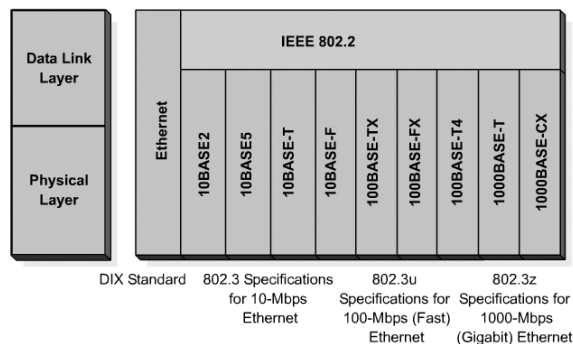 Data Link
Layer
Physical
Layer
Ethernet
IEEE 802.2
10BASE2
10BASE5
10BASE-T
10BASE-F
100BASE-TX
100BASE-FX
100BASE-T4
1000BASE-T
1000BASE-CX
DIX Standard
802.3 Specifications
for 10-Mbps
Ethernet
802.3u
Specifications for
100-Mbps (Fast)
Ethernet
802.3z
Specifications for
1000-Mbps
(Gigabit) Ethernet